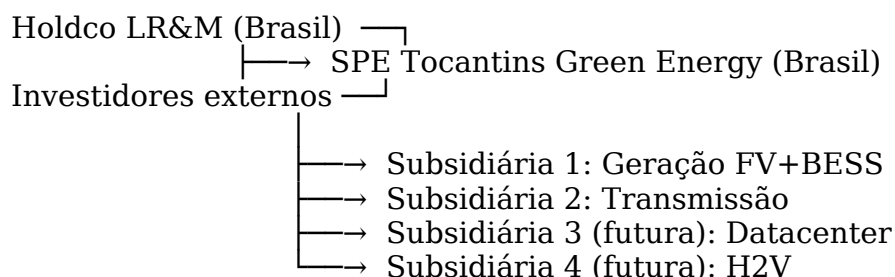 Holdco LR&M (Brasil)
SPE Tocantins Green Energy (Brasil)
Investidores externos
Subsidiária 1: Geração FV+BESS
Subsidiária 2: Transmissão
Subsidiária 3 (futura): Datacenter
Subsidiária 4 (futura): H2V